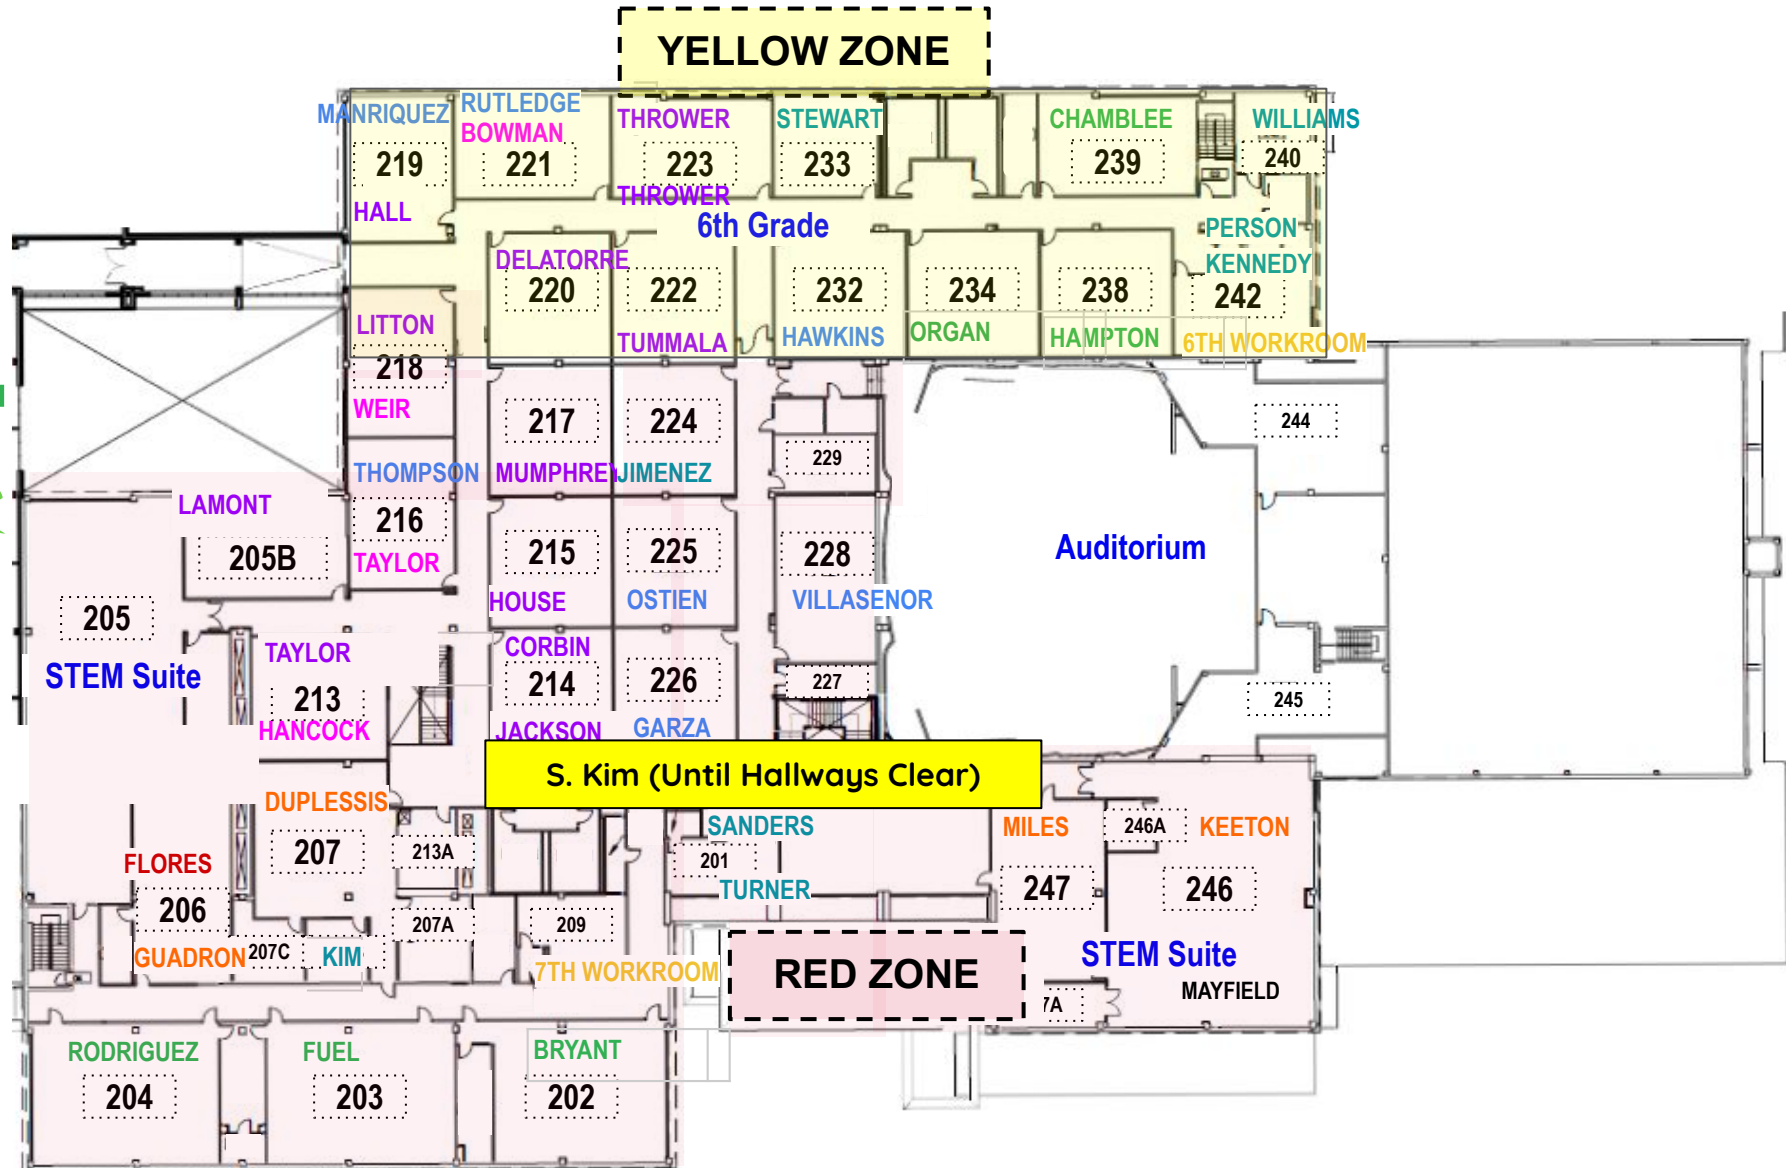 YELLOW ZONE
MANRIQUEZ
RUTLEDGE
BOWMAN
THROWER
STEWART
CHAMBLEE
WILLIAMS
219
221
223
233
239
240
HALL
THROWER
6th Grade
PERSON
DELATORRE
KENNEDY
220
222
232
234
238
242
LITTON
TUMMALA
HAWKINS
ORGAN
HAMPTON
6TH WORKROOM
218
WEIR
217
224
244
229
THOMPSON
MUMPHREY
JIMENEZ
LAMONT
216
205B
TAYLOR
215
225
228
Auditorium
HOUSE
OSTIEN
VILLASENOR
205
STEM Suite
TAYLOR
213
HANCOCK
CORBIN
214
226
227
245
JACKSON
GARZA
S. Kim (Until Hallways Clear)
DUPLESSIS
207
213A
SANDERS
201
TURNER
MILES
246A
KEETON
247
246
FLORES
206
GUADRON
207C
KIM
207A
209
7TH WORKROOM
RED ZONE
STEM Suite
MAYFIELD
7A
RODRIGUEZ
FUEL
BRYANT
204
203
202